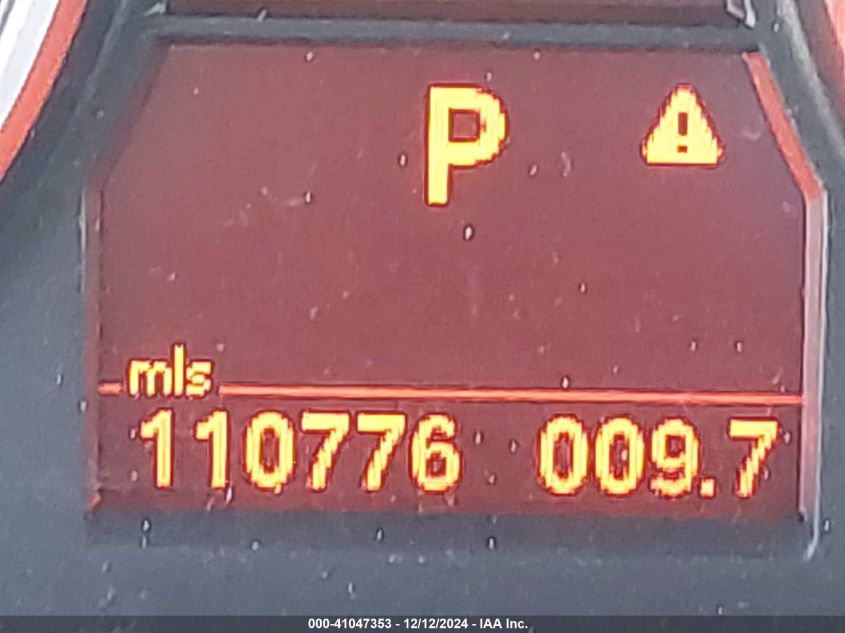 P
mls
110776 009.7
000-41047353 - 12/12/2024 - IAA Inc.